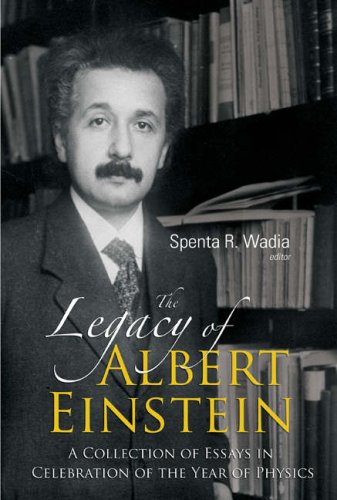 Spenta R. Wadia
editor
The
Legacy of
ALBERT
EINSTEIN
A COLLECTION OF ESSAYS IN
CELEBRATION OF THE YEAR OF PHYSICS